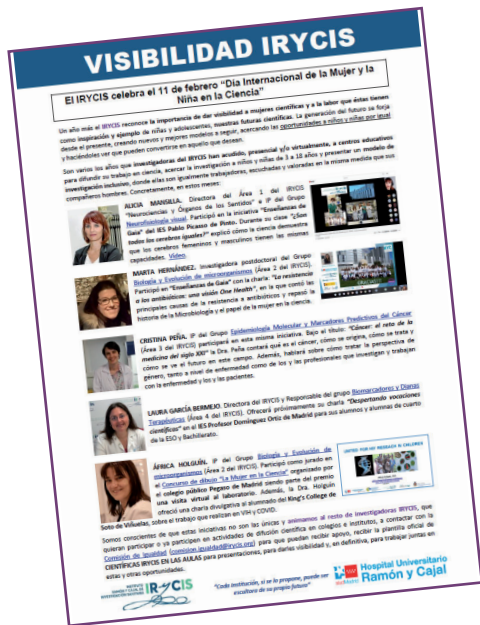 VISIBILIDAD IRYCIS
El IRYCIS celebra el 11 de febrero "Día Internacional de la Mujer y la
Niña en la Ciencia"
Un año más el IRYCIS reconoce la importancia de dar visibilidad a mujeres científicas y a la labor que éstas tienen
como inspiración y ejemplo de niñas y adolescentes, nuestras futuras científicas. La generación del futuro se forja
desde el presente, creando nuevos y mejores modelos a seguir, acercando las oportunidades a niños y niñas por igual
y haciéndoles ver que pueden convertirse en aquello que deseen.
Son varios los años que investigadoras del IRYCIS han acudido, presencial y/o virtualmente, a centros educativos
para difundir su trabajo en ciencia, acercar la investigación a niños y niñas de 3 a 18 años y presentar un modelo de
investigación inclusivo, donde ellas son igualmente trabajadoras, escuchadas y valoradas en la misma medida que sus
compañeros hombres. Concretamente, en estos meses:
ALICIA MANSILLA. Directora del Área 1 del IRYCIS
"Neurociencias y Órganos de los Sentidos" e IP del Grupo
Neurofisiología visual. Participó en la iniciativa "Enseñanzas de
Gaia" del IES Pablo Picasso de Pinto. Durante su clase "¿Son
todos los cerebros iguales?" explicó cómo la ciencia demuestra
que los cerebros femeninos y masculinos tienen las mismas
capacidades. Vídeo.
MARTA HERNÁNDEZ. Investigadora postdoctoral del Grupo
Biología y Evolución de microorganismos (Área 2 del IRYCIS).
Participó en "Enseñanzas de Gaia" con la charla: "La resistencia
a los antibióticos: una visión One Health", en la que contó las
principales causas de la resistencia a antibióticos y repasó la
historia de la Microbiología y el papel de la mujer en la ciencia.
CRISTINA PEÑA. IP del Grupo Epidemiología Molecular y Marcadores Predictivos del Cáncer
(Área 3 del IRYCIS) participará en esta misma iniciativa. Bajo el título: "Cáncer: el reto de la
medicina del siglo XXI" la Dra. Peña contará qué es el cáncer, cómo se origina, cómo se trata y
cómo se ve el futuro en este campo. Además, hablará sobre cómo tratar la perspectiva de
género, tanto a nivel de enfermedad como de los y las profesionales que investigan y trabajan
con la enfermedad y los y las pacientes.
LAURA GARCÍA BERMEJO. Directora del IRYCIS y Responsable del grupo Biomarcadores y Dianas
Terapéuticas (Área 4 del IRYCIS). Ofrecerá próximamente su charla "Despertando vocaciones
científicas" en el IES Profesor Domínguez Ortiz de Madrid para sus alumnos y alumnas de cuarto
de la ESO y Bachillerato.
ÁFRICA HOLGUÍN. IP del Grupo Biología y Evolución de
microorganismos (Área 2 del IRYCIS). Participó como jurado en
el Concurso de dibujo "La Mujer en la Ciencia" organizado por
el colegio público Pegaso de Madrid siendo parte del premio
una visita virtual al laboratorio. Además, la Dra. Holguín
ofreció una charla divulgativa al alumnado del King's College de
Soto de Viñuelas, sobre el trabajo que realizan en VIH y COVID.
Somos conscientes de que estas iniciativas no son las únicas y animamos al resto de investigadoras IRYCIS, que
quieran participar o ya participen en actividades de difusión científica en colegios e institutos, a contactar con la
Comisión de Igualdad (comision.igualdad@irycis.org) para que puedan recibir apoyo, recibir la plantilla oficial de
CIENTÍFICAS IRYCIS EN LAS AULAS para presentaciones, para darles visibilidad y, en definitiva, para trabajar juntas en
estas y otras oportunidades.
IRyCIS
"Cada institución, si se lo propone, puede ser
escultora de su propio futuro"
Hospital Universitario
Ramón y Cajal